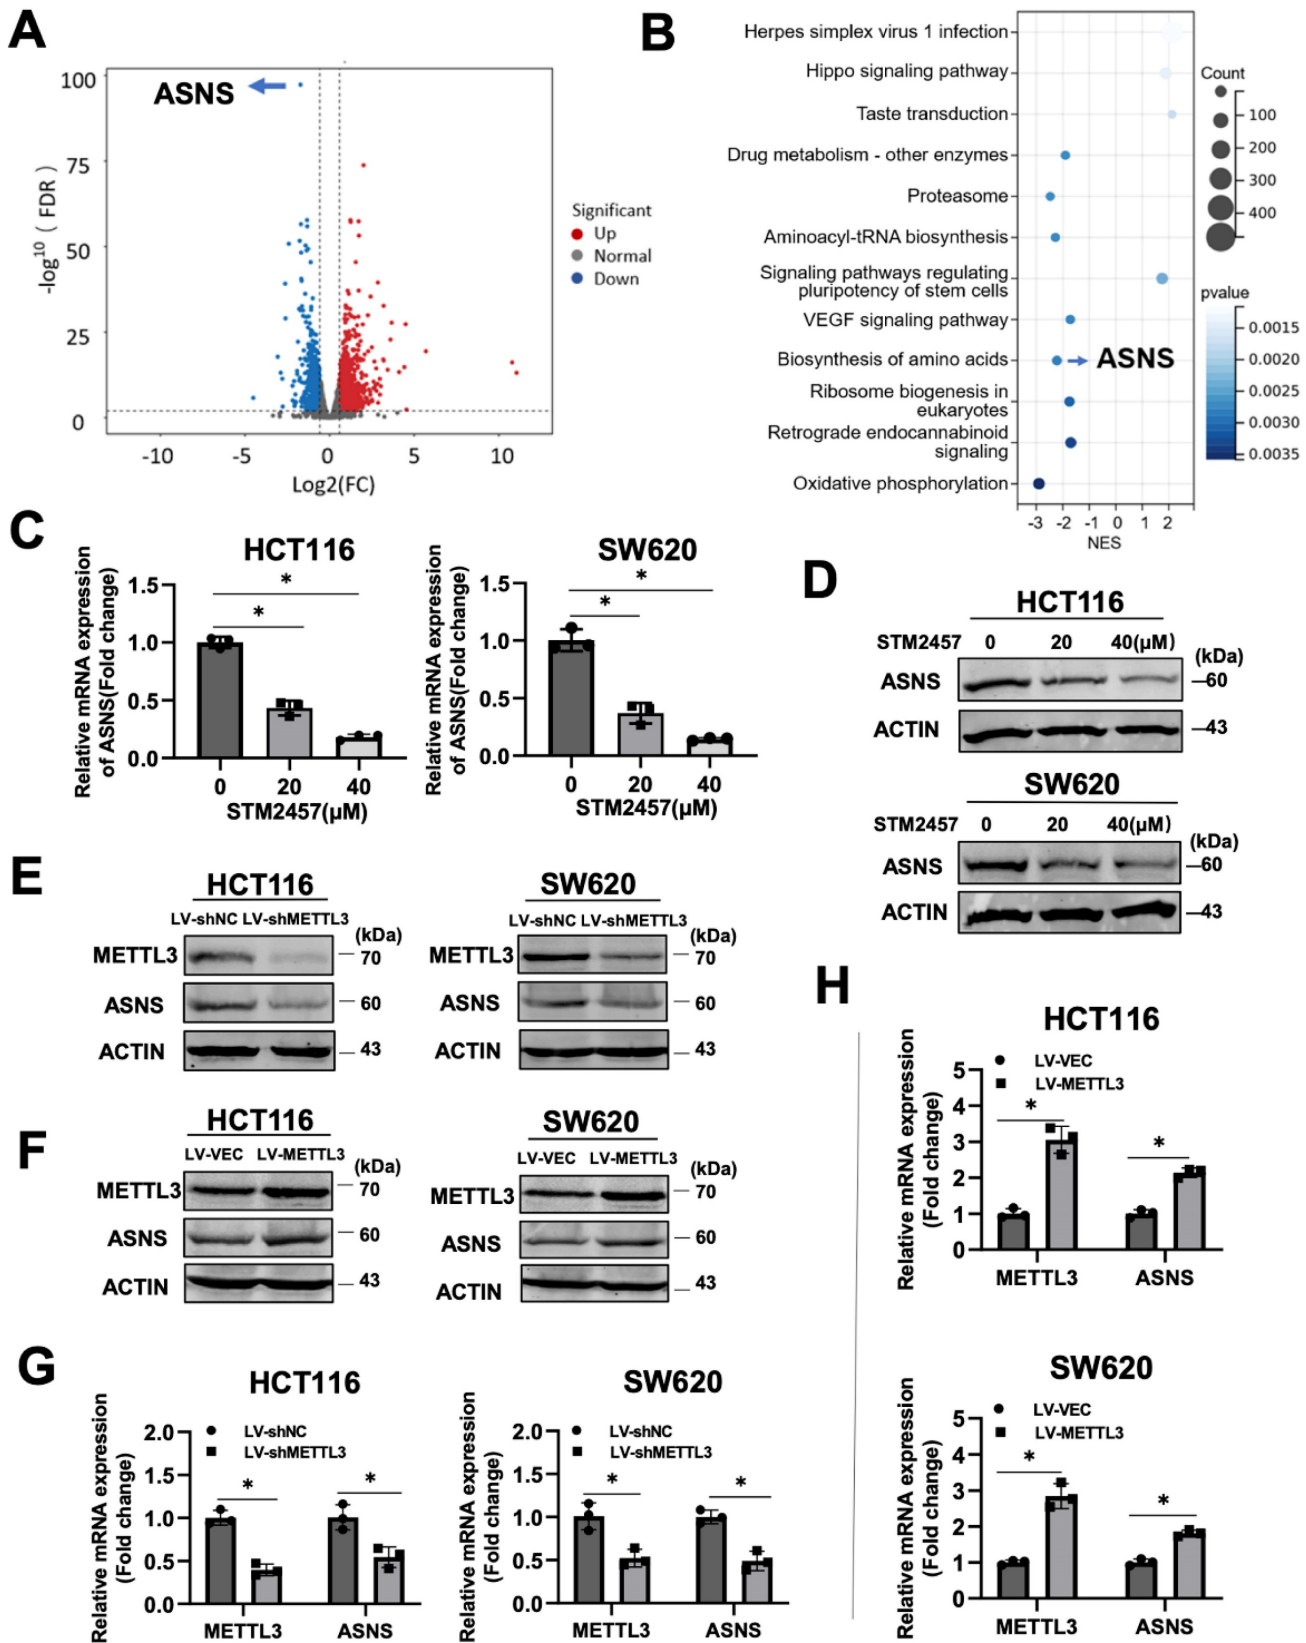 A
ASNS
100
75
50
25
0
-log10 ( FDR )
-10
-5
0
5
10
Log2(FC)
Significant
Up
Normal
Down
B
Herpes simplex virus 1 infection
Hippo signaling pathway
Taste transduction
Drug metabolism - other enzymes
Proteasome
Aminoacyl-tRNA biosynthesis
Signaling pathways regulating
pluripotency of stem cells
VEGF signaling pathway
Biosynthesis of amino acids
ASNS
Ribosome biogenesis in
eukaryotes
Retrograde endocannabinoid
signaling
Oxidative phosphorylation
-3 -2 -1 0 1 2
NES
Count
100
200
300
400
pvalue
0.0015
0.0020
0.0025
0.0030
0.0035
C
HCT116
Relative mRNA expression
of ASNS(Fold change)
1.5
1.0
0.5
0.0
*
*
0 20 40
STM2457(µM)
SW620
Relative mRNA expression
of ASNS(Fold change)
1.5
1.0
0.5
0.0
*
*
0 20 40
STM2457(µM)
D
HCT116
STM2457 0 20 40(µM)
(kDa)
ASNS 60
ACTIN 43
SW620
STM2457 0 20 40(µM)
(kDa)
ASNS 60
ACTIN 43
E
HCT116
LV-shNC LV-shMETTL3
(kDa)
METTL3 70
ASNS 60
ACTIN 43
SW620
LV-shNC LV-shMETTL3
(kDa)
METTL3 70
ASNS 60
ACTIN 43
F
HCT116
LV-VEC LV-METTL3
(kDa)
METTL3 70
ASNS 60
ACTIN 43
SW620
LV-VEC LV-METTL3
(kDa)
METTL3 70
ASNS 60
ACTIN 43
G
HCT116
Relative mRNA expression
(Fold change)
LV-shNC
LV-shMETTL3
2.0
1.5
1.0
0.5
0.0
*
*
METTL3 ASNS
SW620
Relative mRNA expression
(Fold change)
LV-shNC
LV-shMETTL3
2.0
1.5
1.0
0.5
0.0
*
*
METTL3 ASNS
H
HCT116
Relative mRNA expression
(Fold change)
LV-VEC
LV-METTL3
5
4
3
2
1
0
*
*
METTL3 ASNS
SW620
Relative mRNA expression
(Fold change)
LV-VEC
LV-METTL3
5
4
3
2
1
0
*
*
METTL3 ASNS